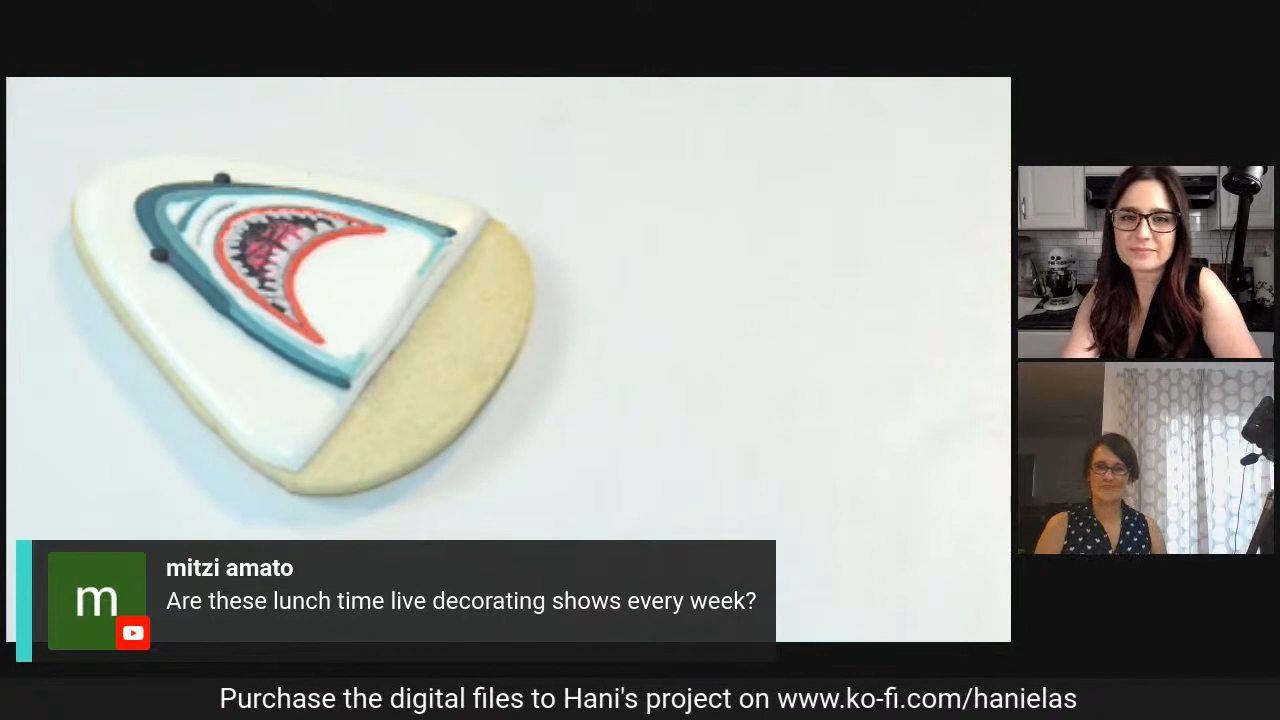 m
mitzi amato
Are these lunch time live decorating shows every week?
Purchase the digital files to Hani's project on www.ko-fi.com/hanielas